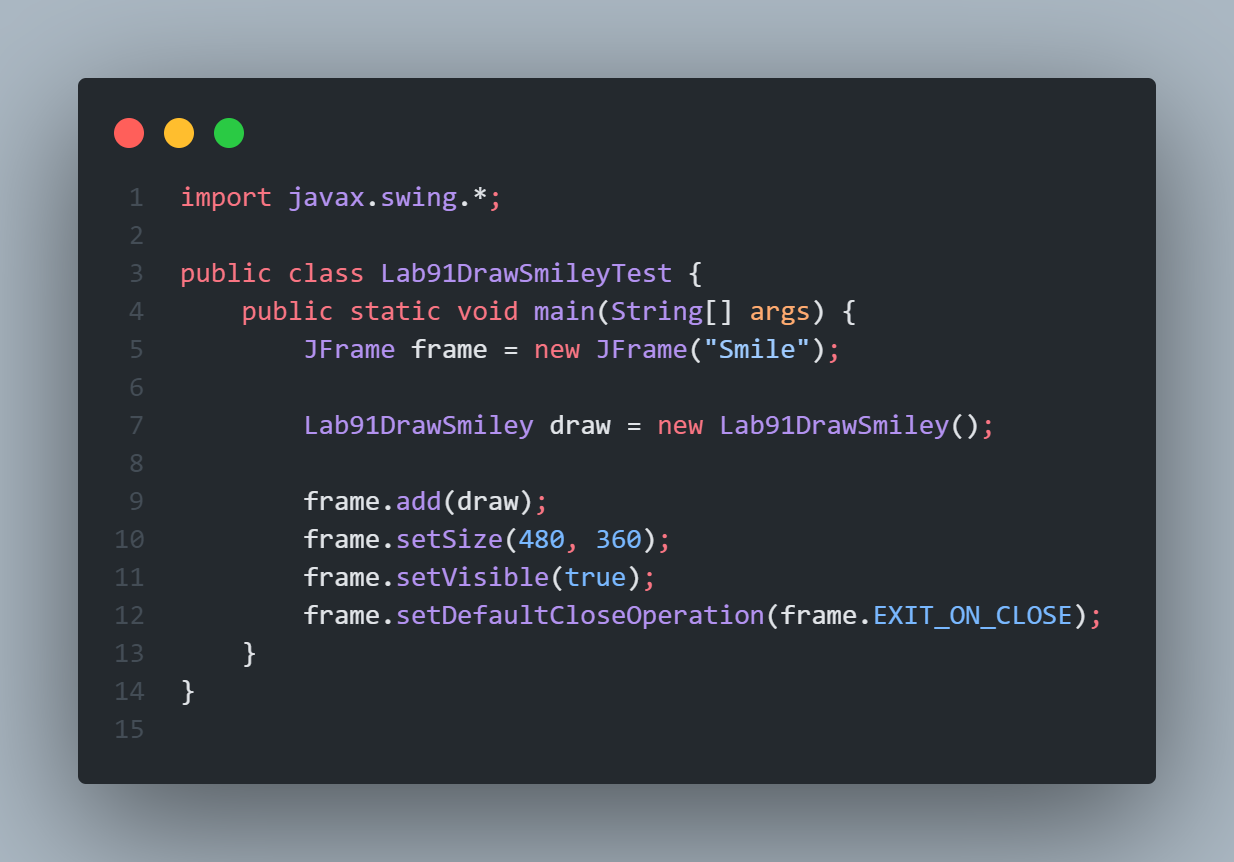 1 import javax.swing.*;
2
3 public class Lab91DrawSmileyTest {
4     public static void main(String[] args) {
5         JFrame frame = new JFrame("Smile");
6
7         Lab91DrawSmiley draw = new Lab91DrawSmiley();
8
9         frame.add(draw);
10         frame.setSize(480, 360);
11         frame.setVisible(true);
12         frame.setDefaultCloseOperation(frame.EXIT_ON_CLOSE);
13     }
14 }
15